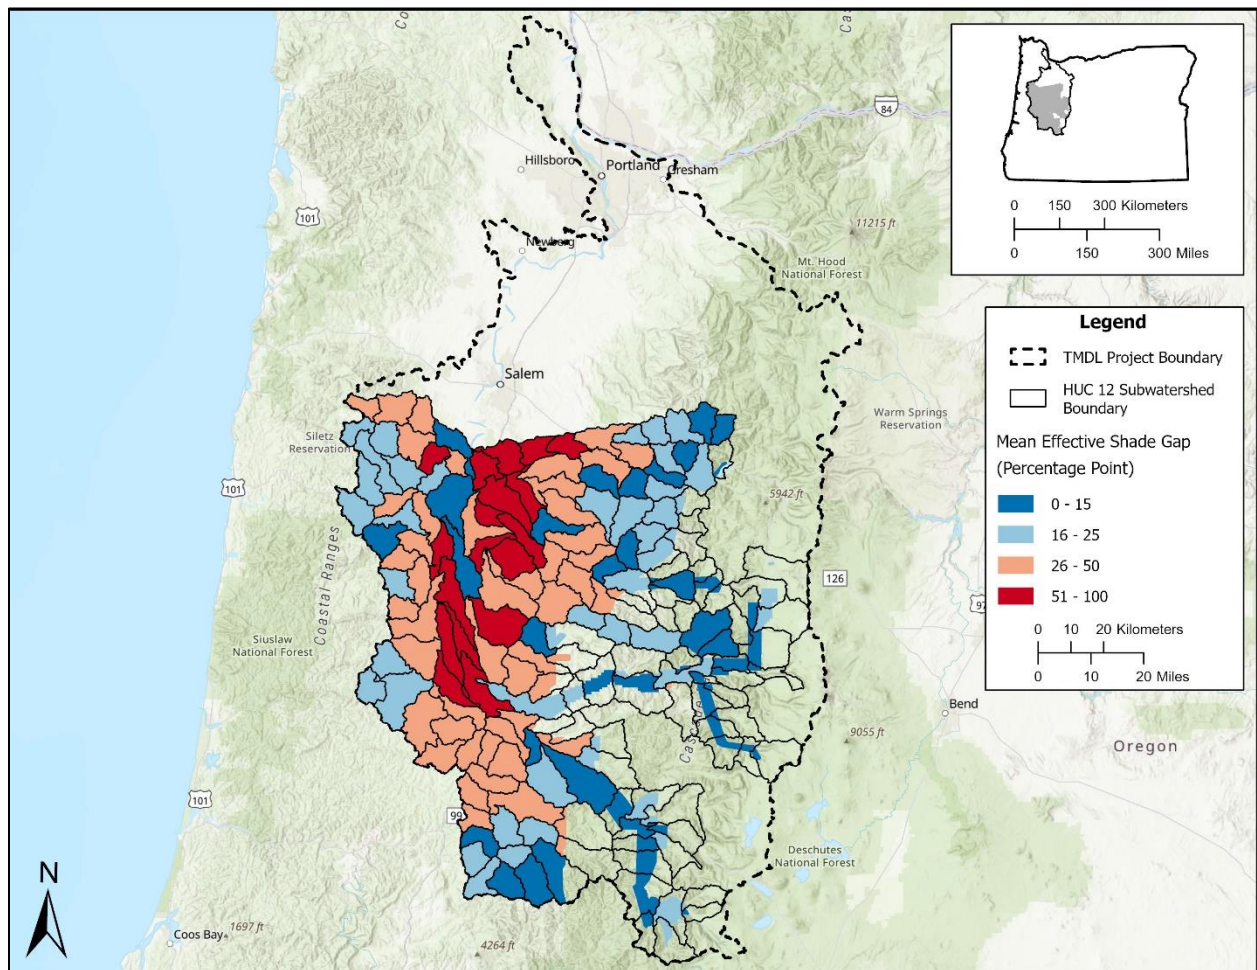 Co
Cas
84
Hillsboro
Portland
Gresham
101
Newberg
11215 ft
Mt. Hood
National Forest
Salem
Siletz
Reservation
Warm Springs
Reservation
101
5942 ft
Coastal Ranges
126
97
Siuslaw
National Forest
Bend
Casc
9055 ft
Oregon
101
99
Deschutes
National Forest
N
1697 ft
Coos Bay
4264 ft
0 150 300 Kilometers
0 150 300 Miles
Legend
TMDL Project Boundary
HUC 12 Subwatershed
Boundary
Mean Effective Shade Gap
(Percentage Point)
0 - 15
16 - 25
26 - 50
51 - 100
0 10 20 Kilometers
0 10 20 Miles